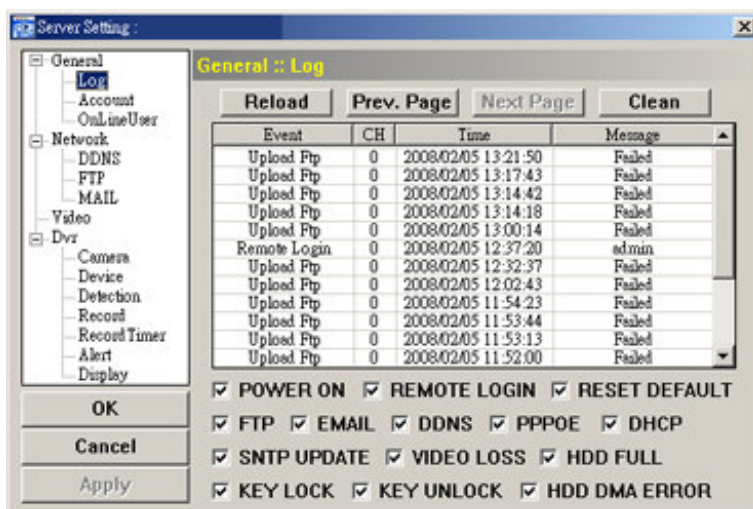 Server Setting :
General
Log
Account
OnLineUser
Network
DDNS
FTP
MAIL
Video
Dvr
Camera
Device
Detection
Record
Record Timer
Alert
Display
OK
Cancel
Apply
General :: Log
Reload Prev. Page Next Page Clean
Event CH Time Message
Upload Ftp 0 2008/02/05 13:21:50 Failed
Upload Ftp 0 2008/02/05 13:17:43 Failed
Upload Ftp 0 2008/02/05 13:14:42 Failed
Upload Ftp 0 2008/02/05 13:14:18 Failed
Upload Ftp 0 2008/02/05 13:00:14 Failed
Remote Login 0 2008/02/05 12:37:20 admin
Upload Ftp 0 2008/02/05 12:32:37 Failed
Upload Ftp 0 2008/02/05 12:02:43 Failed
Upload Ftp 0 2008/02/05 11:54:23 Failed
Upload Ftp 0 2008/02/05 11:53:44 Failed
Upload Ftp 0 2008/02/05 11:53:13 Failed
Upload Ftp 0 2008/02/05 11:52:00 Failed
POWER ON REMOTE LOGIN RESET DEFAULT
FTP EMAIL DDNS PPPOE DHCP
SNTP UPDATE VIDEO LOSS HDD FULL
KEY LOCK KEY UNLOCK HDD DMA ERROR